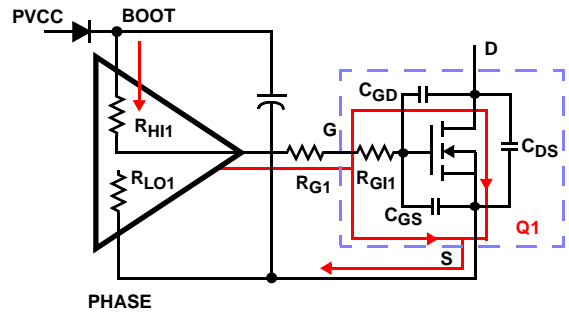 PVCC
BOOT
D
CGD
RHI1
G
CDS
RLO1
RG1
RGI1
CGS
Q1
S
PHASE